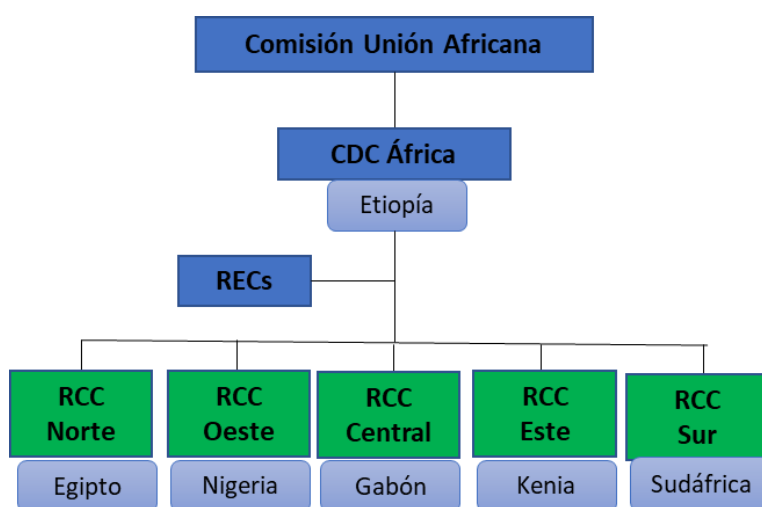 Comisión Unión Africana
CDC África
Etiopía
RECs
RCC
Norte
Egipto
RCC
Oeste
Nigeria
RCC
Central
Gabón
RCC
Este
Kenia
RCC
Sur
Sudáfrica